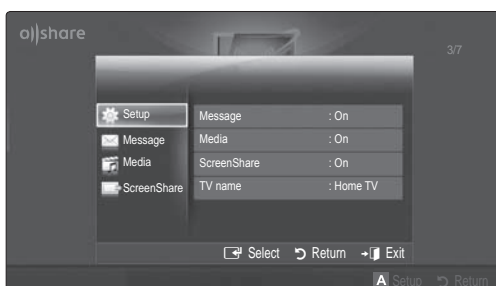 o))share
3/7
Setup
Message
Media
ScreenShare
Message : On
Media : On
ScreenShare : On
TV name : Home TV
Select Return Exit
A Setup Return